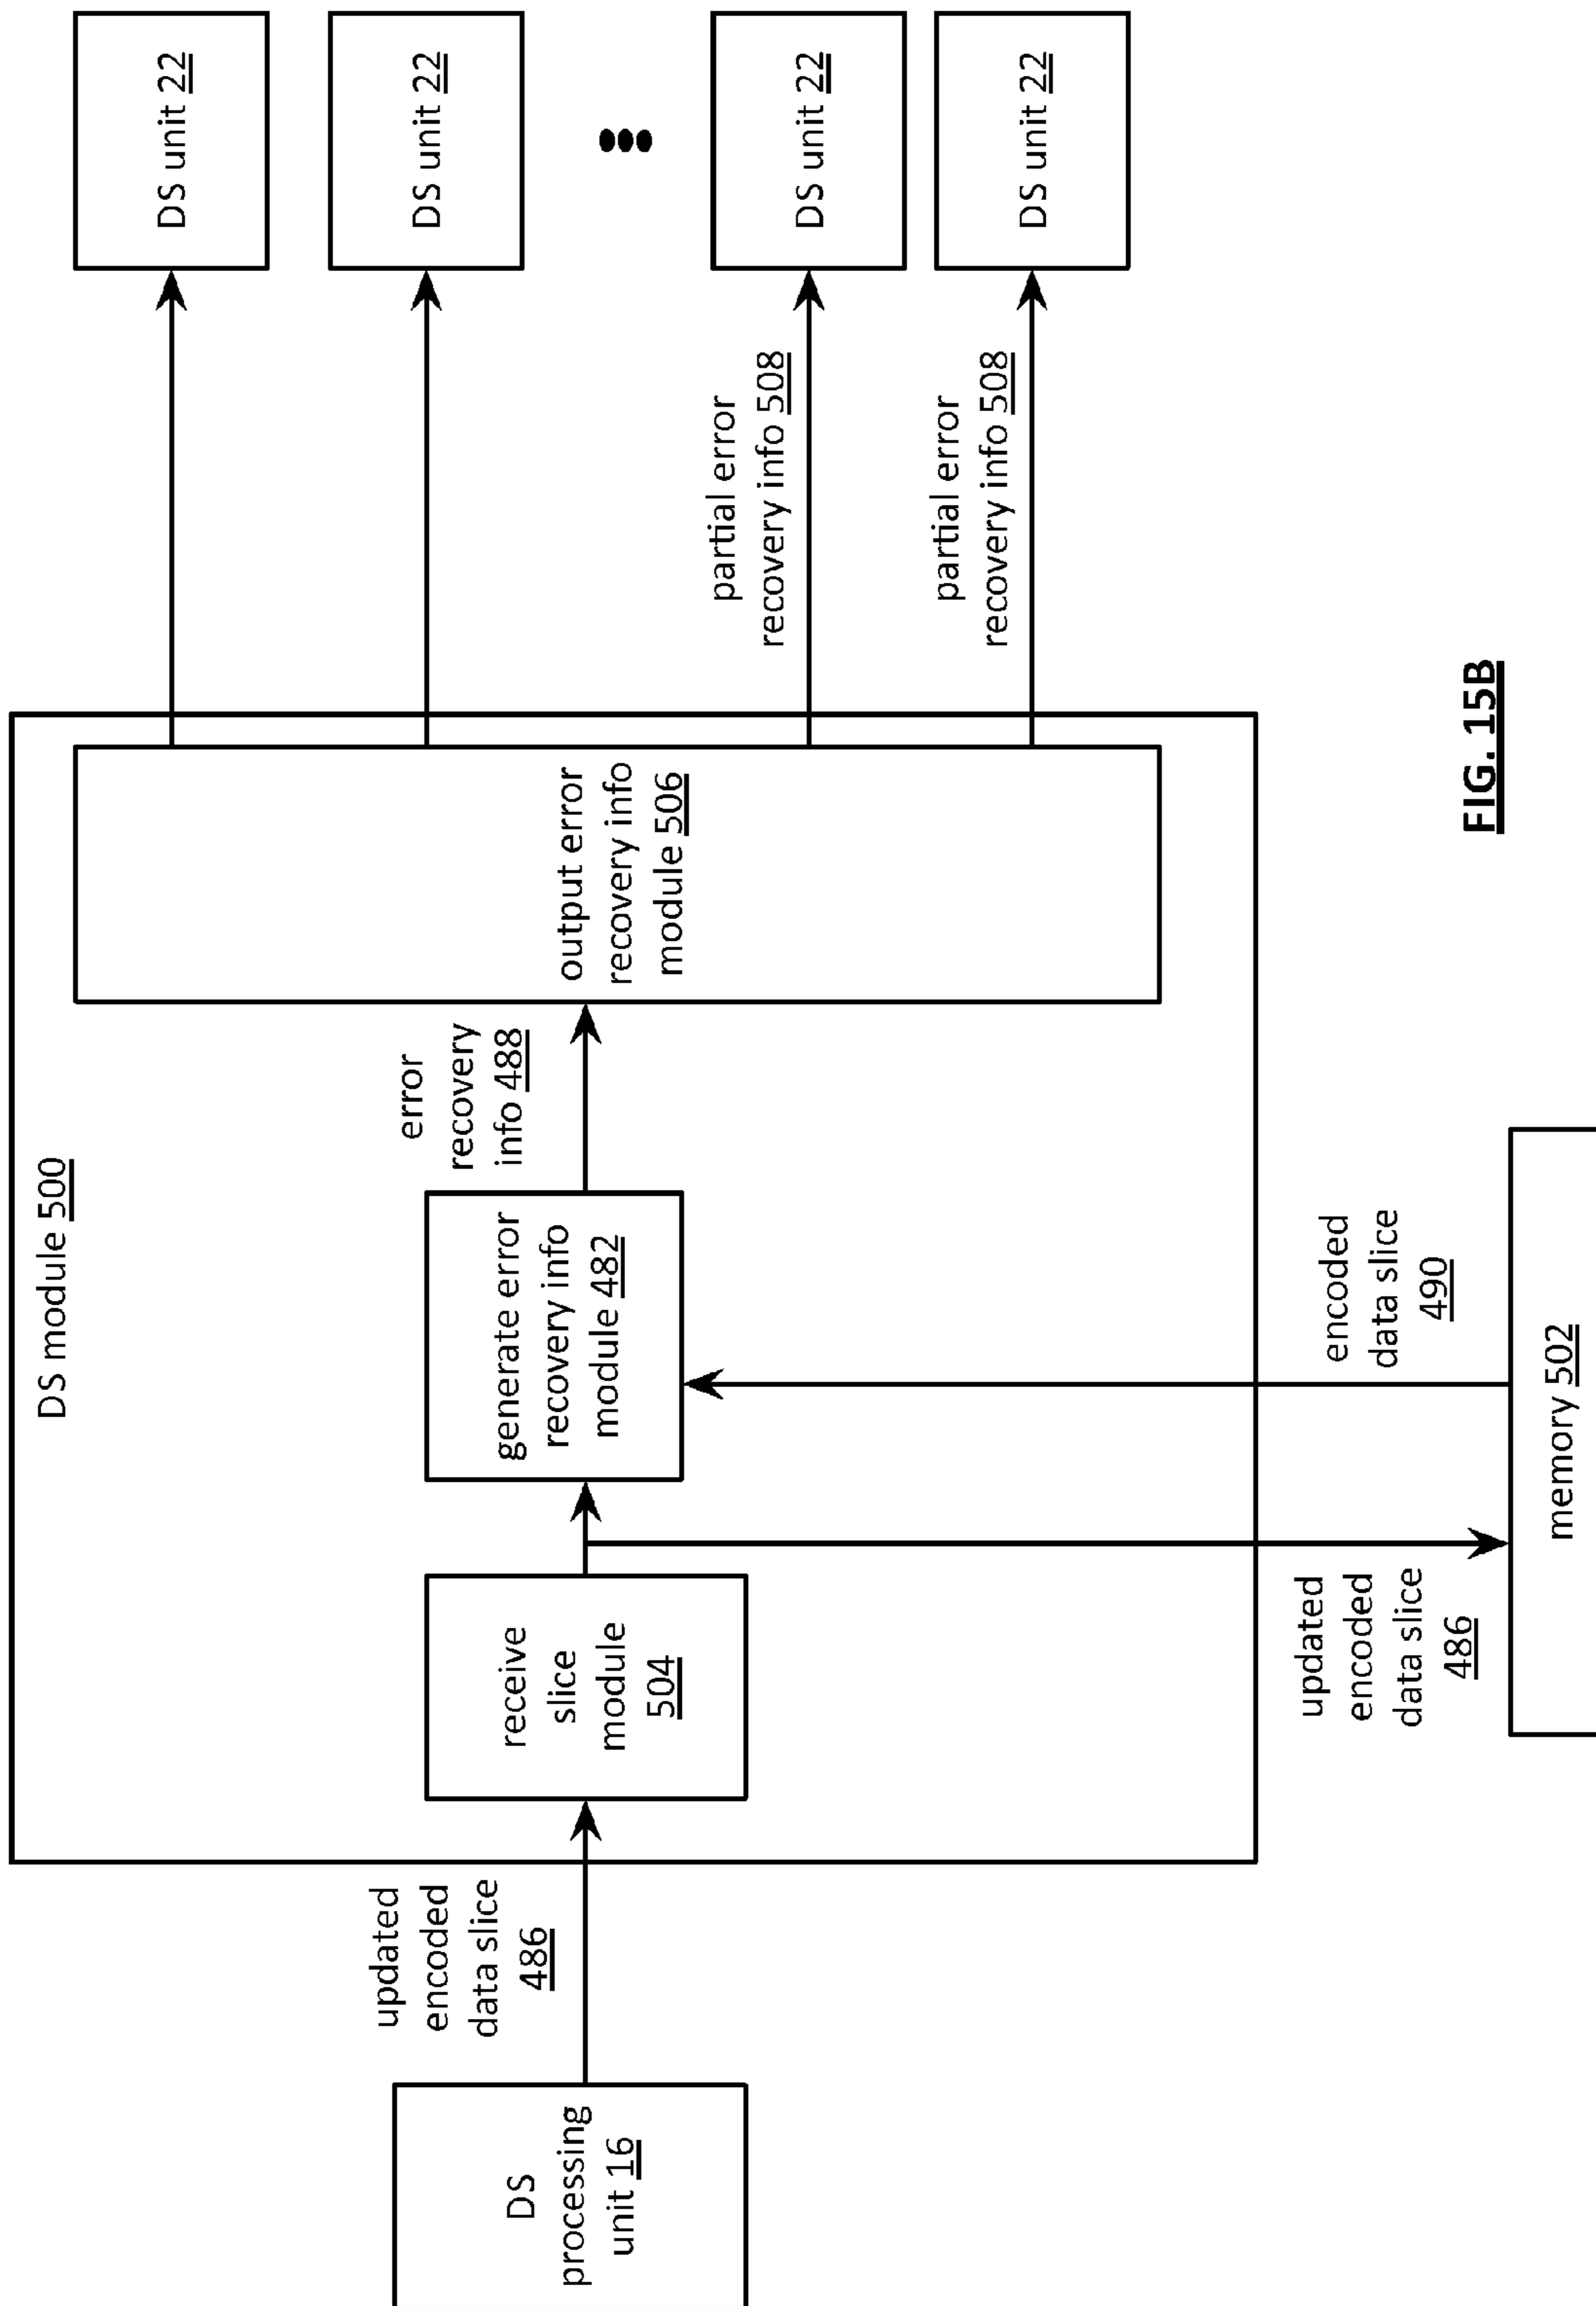 DS module 500
DS
processing
unit 16
updated
encoded
data slice
486
receive
slice
module
504
generate error
recovery info
module 482
error
recovery
info 488
output error
recovery info
module 506
DS unit 22
DS unit 22
partial error
recovery info 508
DS unit 22
partial error
recovery info 508
DS unit 22
updated
encoded
data slice
486
encoded
data slice
490
memory 502
FIG. 15B